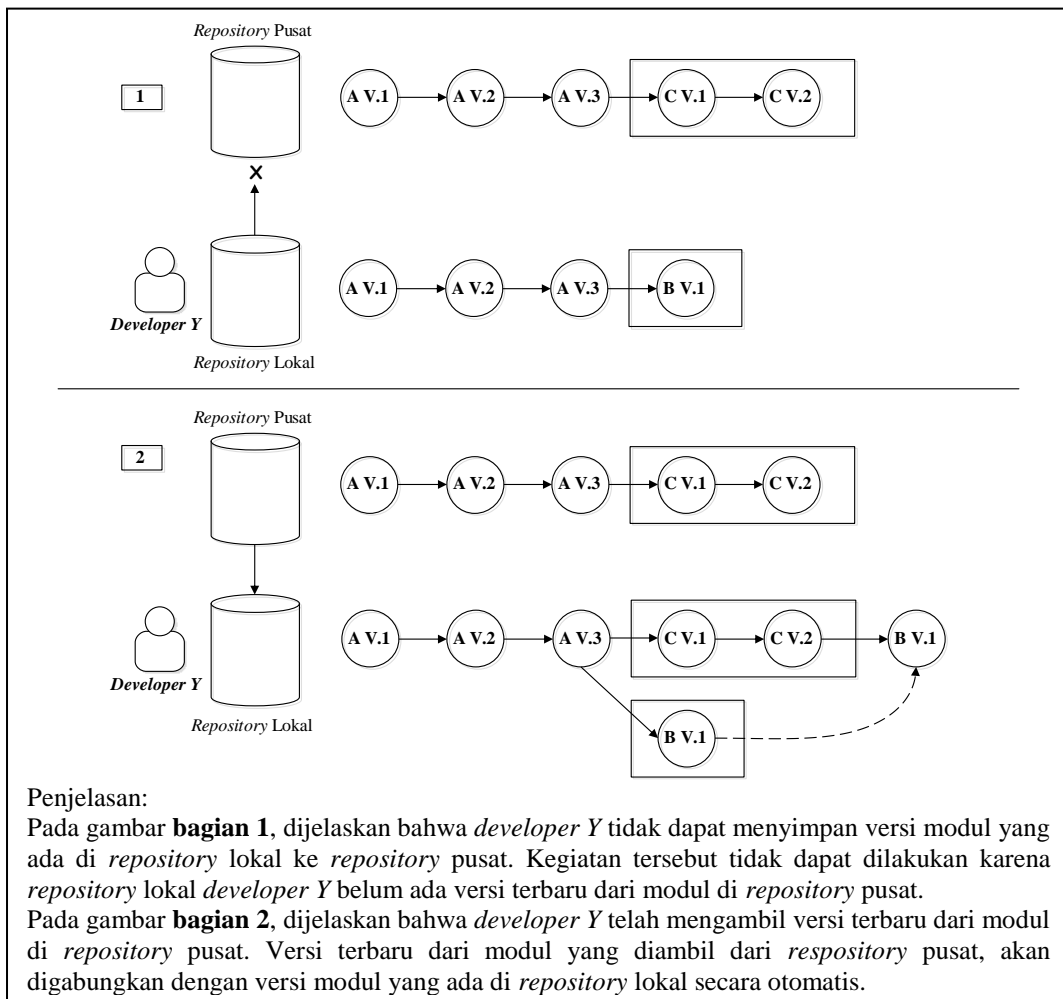 Repository Pusat
1
A V.1 A V.2 A V.3 C V.1 C V.2
X
A V.1 A V.2 A V.3 B V.1
Developer Y
Repository Lokal
Repository Pusat
2
A V.1 A V.2 A V.3 C V.1 C V.2
A V.1 A V.2 A V.3 C V.1 C V.2 B V.1
Developer Y
Repository Lokal
B V.1
Penjelasan:
Pada gambar bagian 1, dijelaskan bahwa developer Y tidak dapat menyimpan versi modul yang
ada di repository lokal ke repository pusat. Kegiatan tersebut tidak dapat dilakukan karena
repository lokal developer Y belum ada versi terbaru dari modul di repository pusat.
Pada gambar bagian 2, dijelaskan bahwa developer Y telah mengambil versi terbaru dari modul
di repository pusat. Versi terbaru dari modul yang diambil dari respository pusat, akan
digabungkan dengan versi modul yang ada di repository lokal secara otomatis.